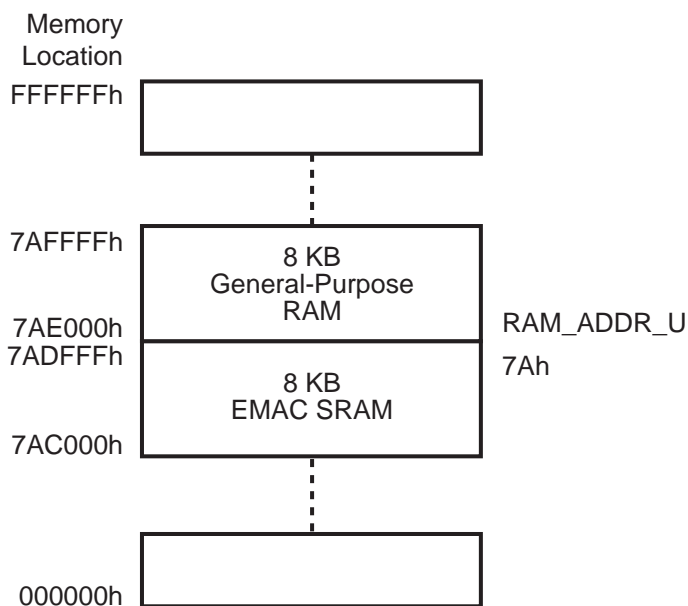 Memory
Location
FFFFFFh
7AFFFFh
8 KB
General-Purpose
RAM
7AE000h
RAM_ADDR_U
7ADFFFh
7Ah
8 KB
EMAC SRAM
7AC000h
000000h